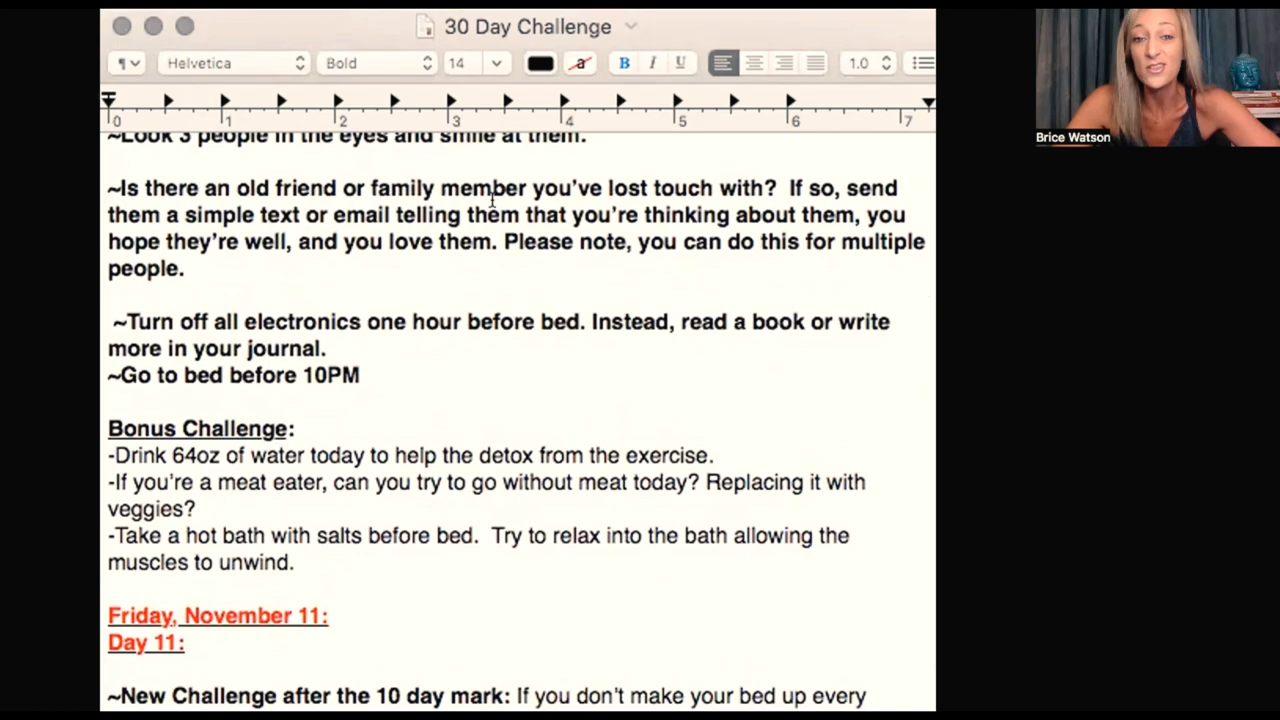 30 Day Challenge
¶ Helvetica Bold 14 a B I U 1.0
0 1 2 3 4 5 6 7
~Look 3 people in the eyes and smile at them.
~Is there an old friend or family member you’ve lost touch with?  If so, send
them a simple text or email telling them that you’re thinking about them, you
hope they’re well, and you love them. Please note, you can do this for multiple
people.
~Turn off all electronics one hour before bed. Instead, read a book or write
more in your journal.
~Go to bed before 10PM
Bonus Challenge:
-Drink 64oz of water today to help the detox from the exercise.
-If you’re a meat eater, can you try to go without meat today? Replacing it with
veggies?
-Take a hot bath with salts before bed.  Try to relax into the bath allowing the
muscles to unwind.
Friday, November 11:
Day 11:
~New Challenge after the 10 day mark: If you don’t make your bed up every
Brice Watson